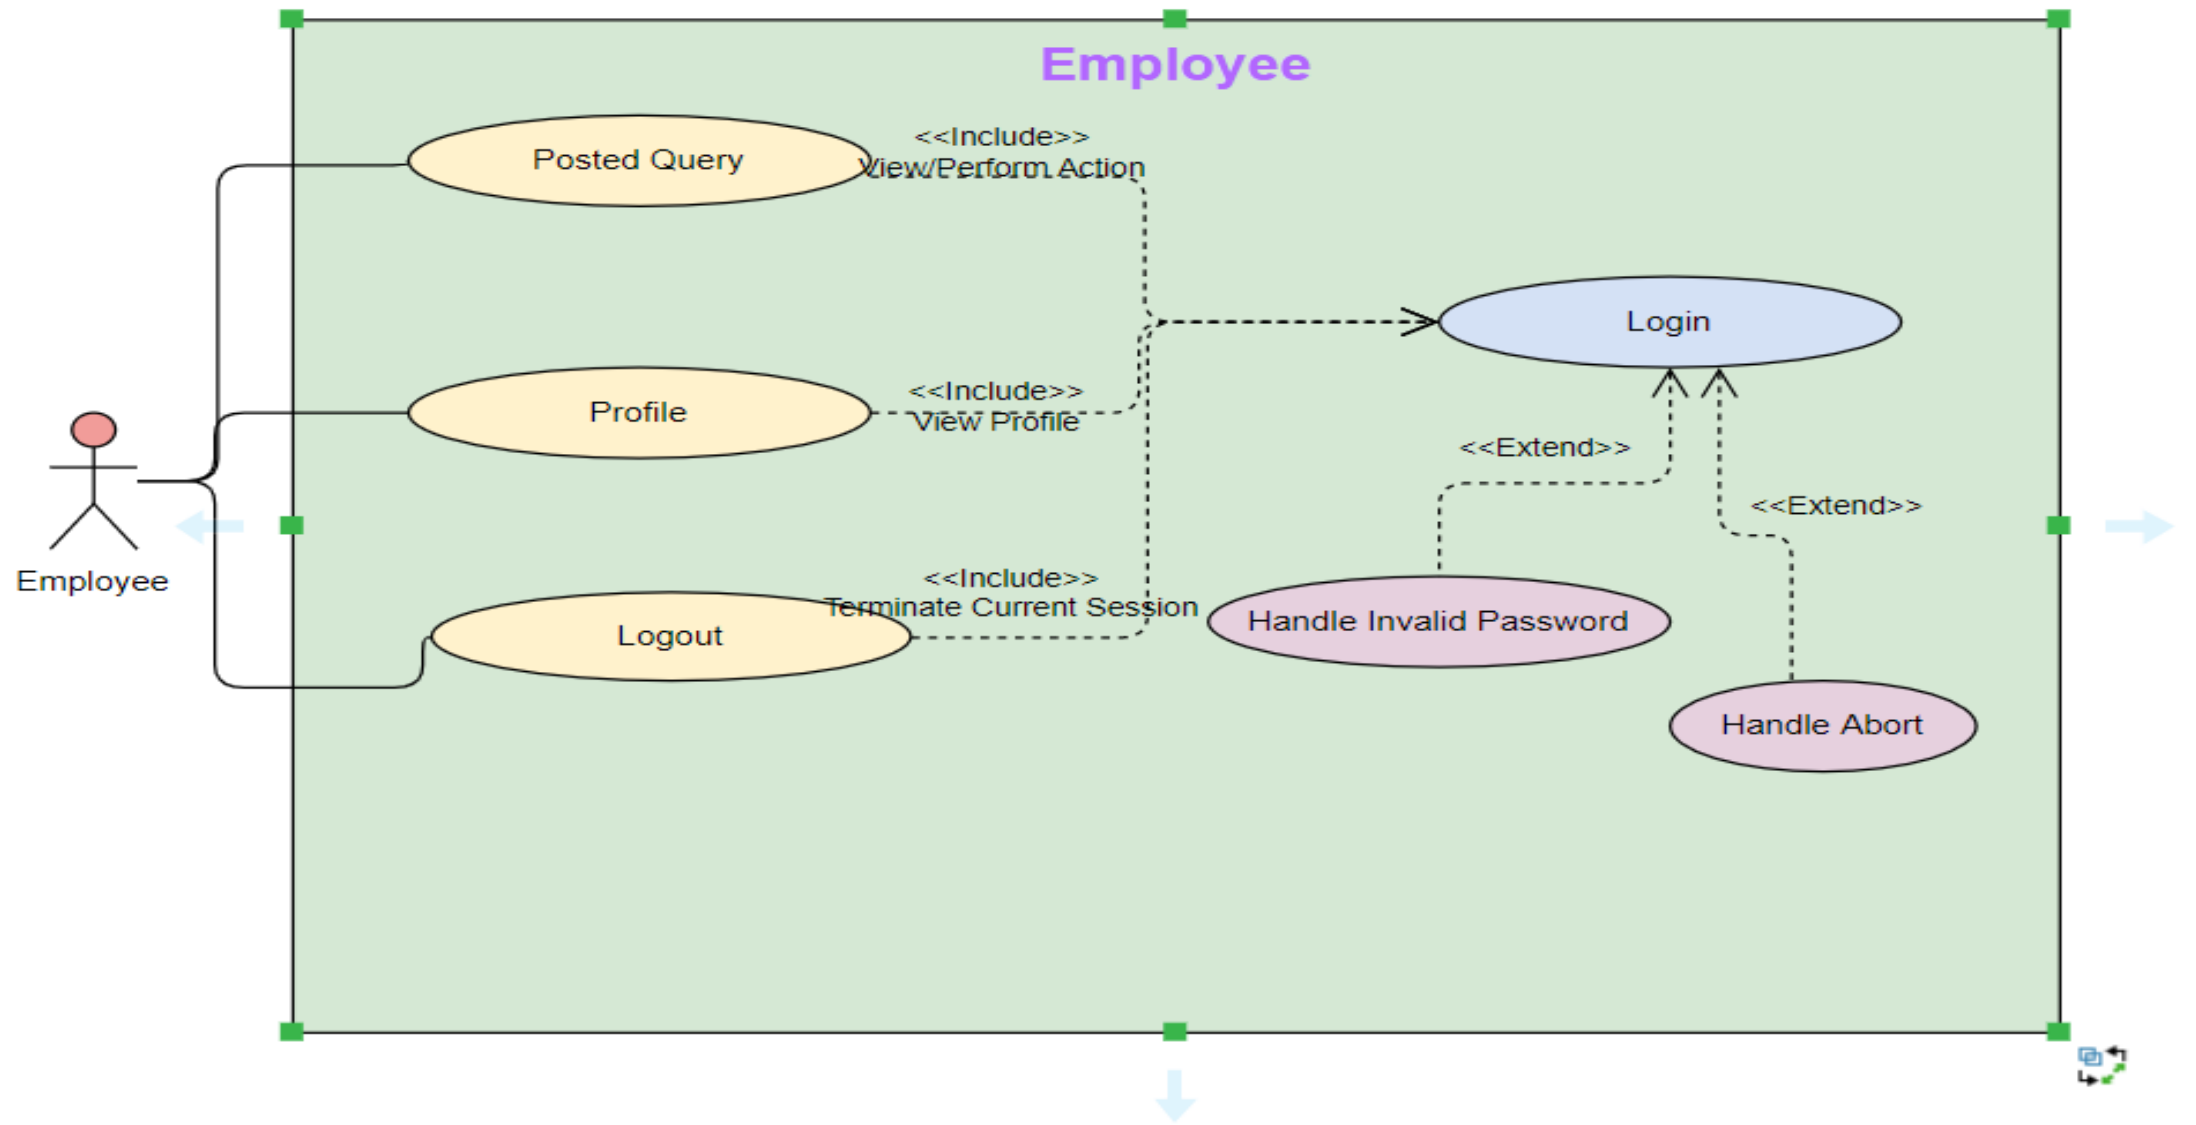 Employee
<<Include>>
Posted Query
View/Perform Action
Login
<<Include>>
Profile
View Profile
<<Extend>>
<<Extend>>
Employee
<<Include>>
Terminate Current Session
Logout
Handle Invalid Password
Handle Abort